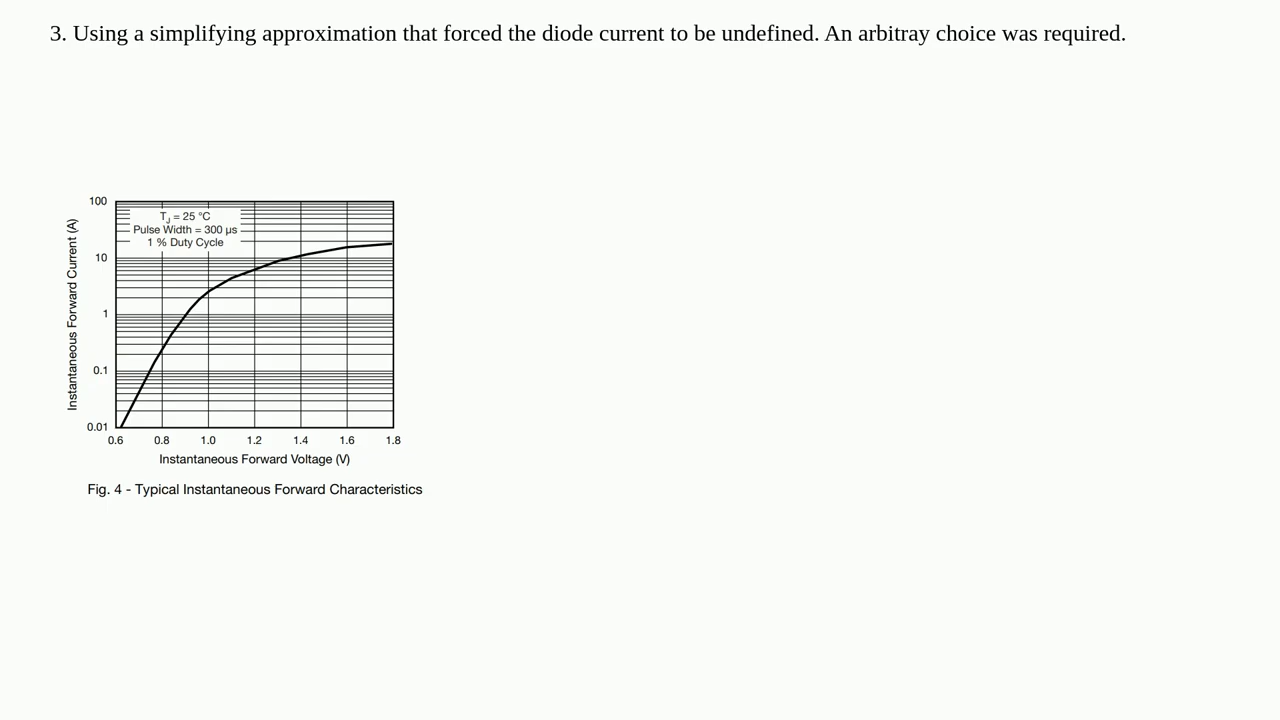 3. Using a simplifying approximation that forced the diode current to be undefined. An arbitray choice was required.
100
10
1
0.1
0.01
Instantaneous Forward Current (A)
TJ = 25 °C
Pulse Width = 300 μs
1 % Duty Cycle
0.6 0.8 1.0 1.2 1.4 1.6 1.8
Instantaneous Forward Voltage (V)
Fig. 4 - Typical Instantaneous Forward Characteristics